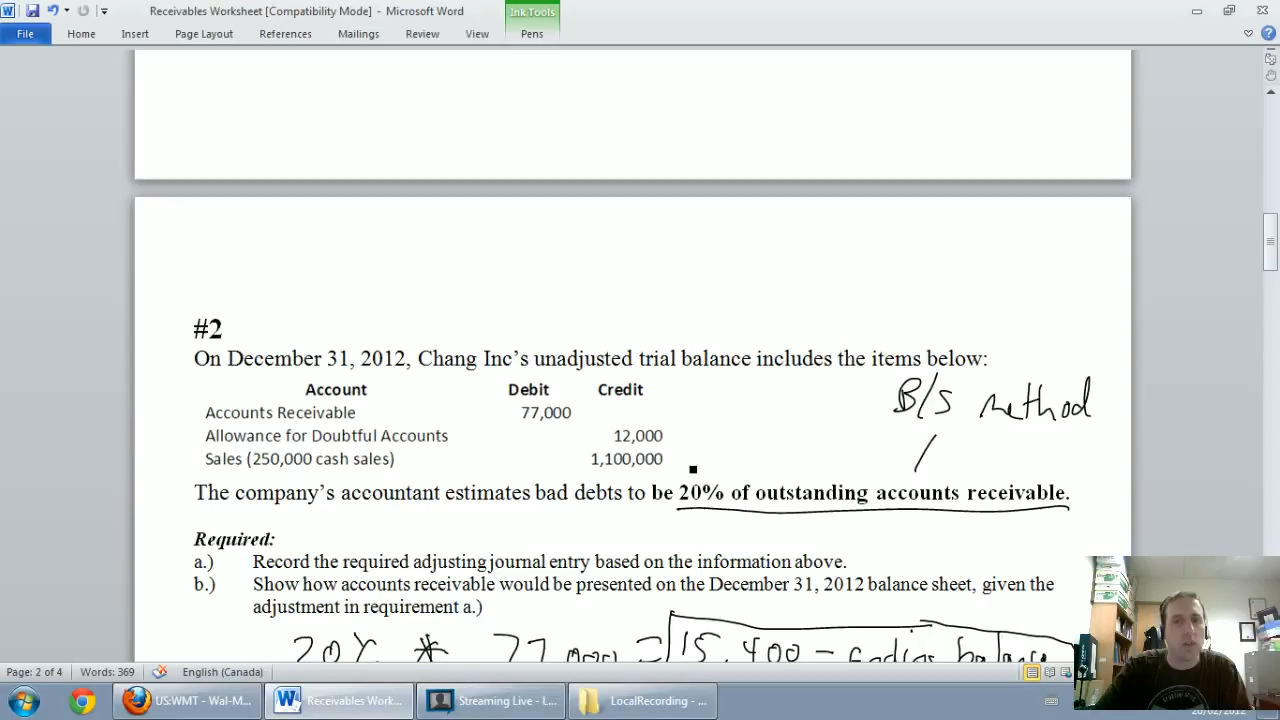 Receivables Worksheet [Compatibility Mode] - Microsoft Word
Ink Tools
File Home Insert Page Layout References Mailings Review View Pens
#2
On December 31, 2012, Chang Inc's unadjusted trial balance includes the items below:
Account Debit Credit
B/S method
Accounts Receivable 77,000
Allowance for Doubtful Accounts 12,000
Sales (250,000 cash sales) 1,100,000
The company's accountant estimates bad debts to be 20% of outstanding accounts receivable.
Required:
a.) Record the required adjusting journal entry based on the information above.
b.) Show how accounts receivable would be presented on the December 31, 2012 balance sheet, given the
adjustment in requirement a.)
20% * 77,000 = 15,400 - ending balance
Page: 2 of 4 Words: 369 English (Canada)
US:WMT - Wal-M... Receivables Work... Streaming Live - L... LocalRecording - ...